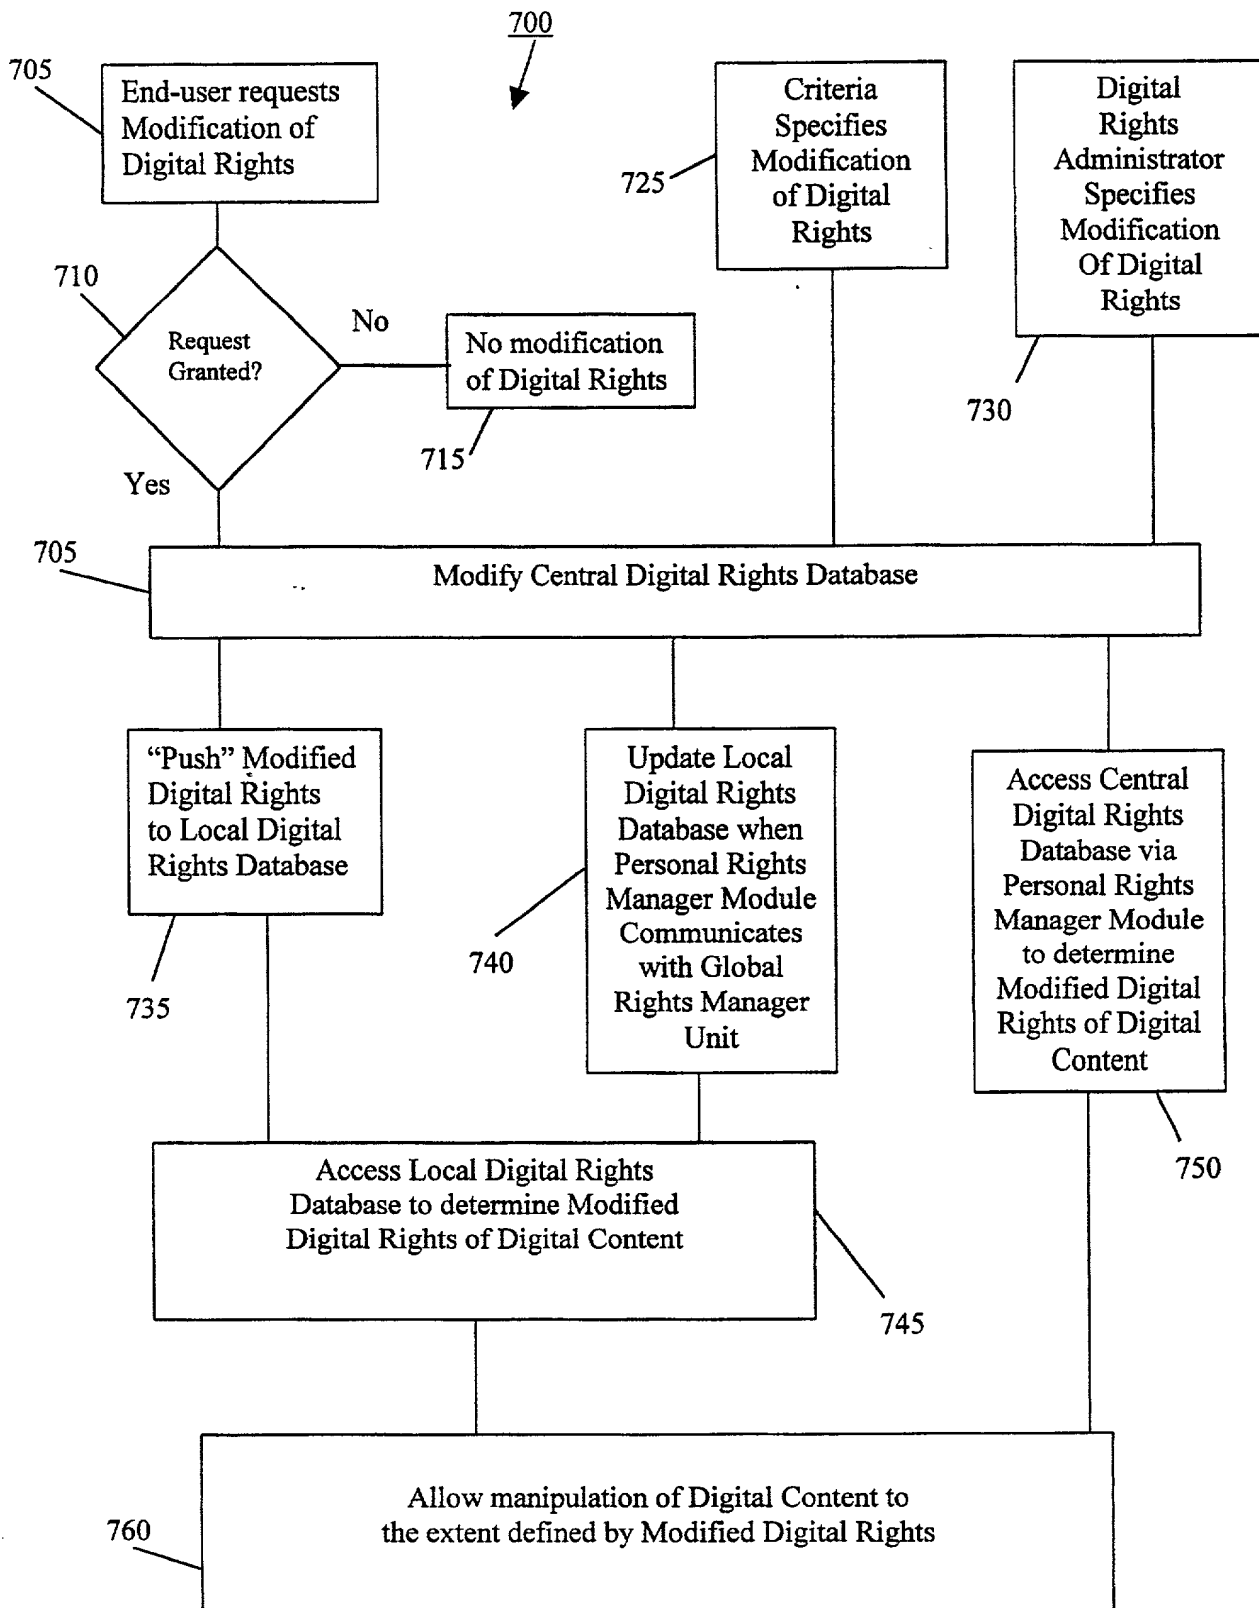 700
705
End-user requests
Modification of
Digital Rights
725
Criteria
Specifies
Modification
of Digital
Rights
Digital
Rights
Administrator
Specifies
Modification
Of Digital
Rights
730
710
Request
Granted?
No
Yes
No modification
of Digital Rights
715
705
Modify Central Digital Rights Database
“Push” Modified
Digital Rights
to Local Digital
Rights Database
735
Update Local
Digital Rights
Database when
Personal Rights
Manager Module
Communicates
with Global
Rights Manager
Unit
740
Access Central
Digital Rights
Database via
Personal Rights
Manager Module
to determine
Modified Digital
Rights of Digital
Content
750
Access Local Digital Rights
Database to determine Modified
Digital Rights of Digital Content
745
760
Allow manipulation of Digital Content to
the extent defined by Modified Digital Rights